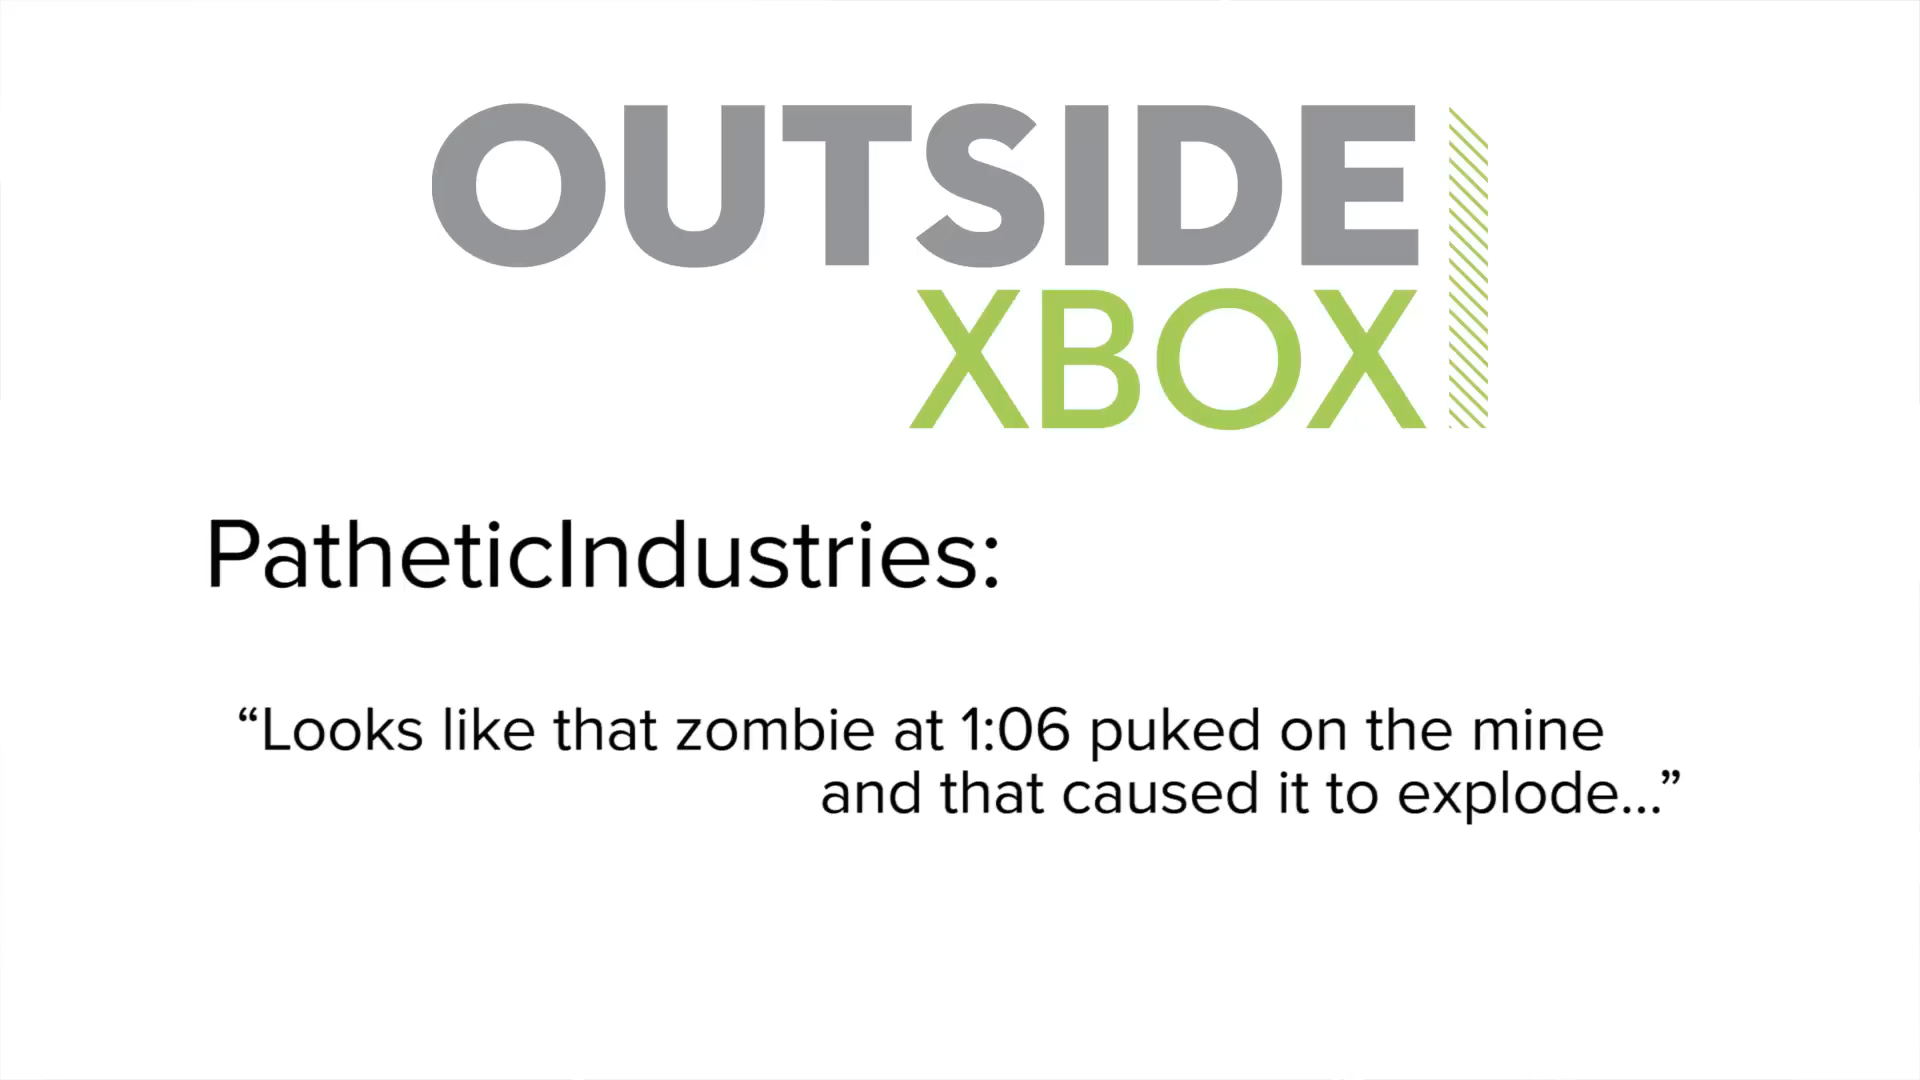 OUTSIDE
XBOX
PatheticIndustries:
“Looks like that zombie at 1:06 puked on the mine
and that caused it to explode...”